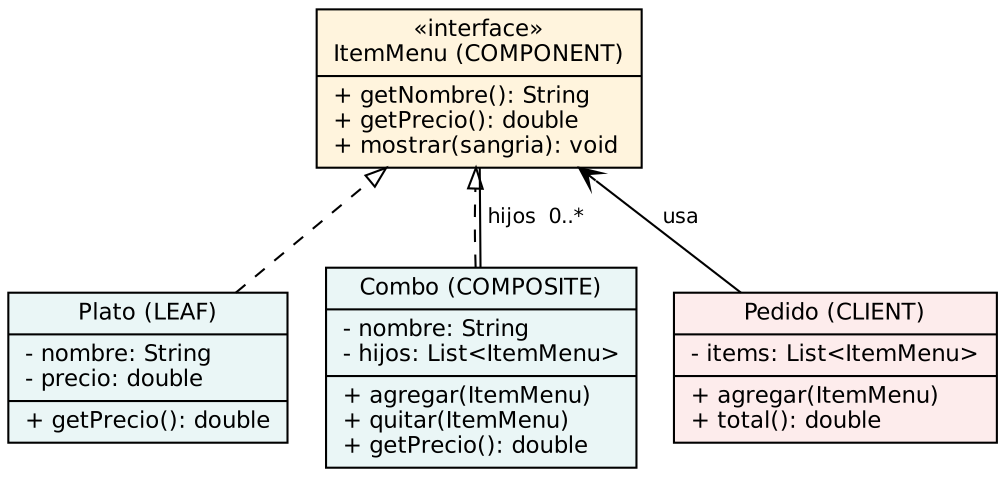 «interface»
ItemMenu (COMPONENT)
+ getNombre(): String
+ getPrecio(): double
+ mostrar(sangria): void
hijos  0..*
usa
Plato (LEAF)
- nombre: String
- precio: double
+ getPrecio(): double
Combo (COMPOSITE)
- nombre: String
- hijos: List<ItemMenu>
+ agregar(ItemMenu)
+ quitar(ItemMenu)
+ getPrecio(): double
Pedido (CLIENT)
- items: List<ItemMenu>
+ agregar(ItemMenu)
+ total(): double